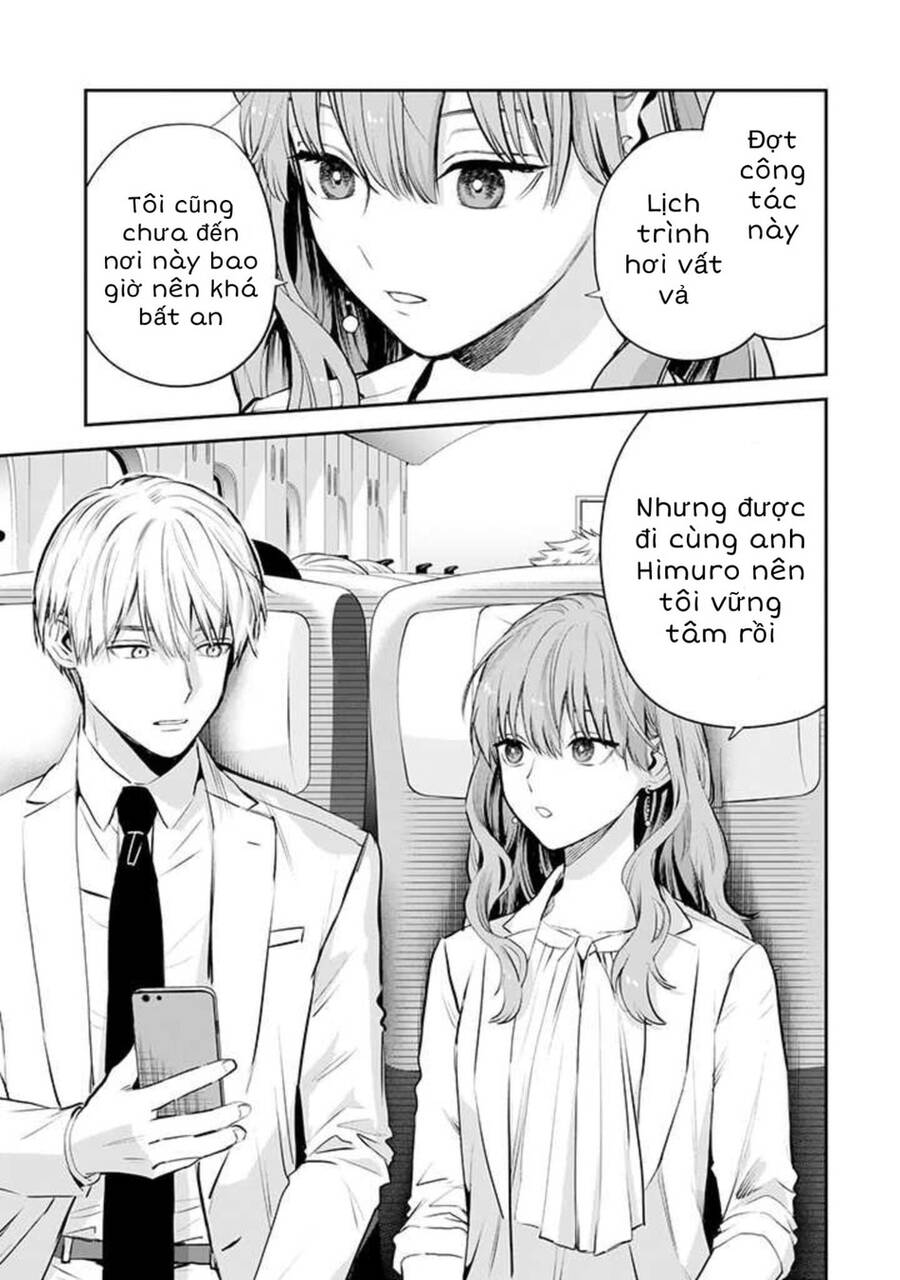 Đợt
công
tác
này
Lịch
trình
hơi vất
vả
Tôi cũng
chưa đến
nơi này bao
giờ nên khá
bất an
Nhưng được
đi cùng anh
Himuro nên
tôi vững
tâm rồi